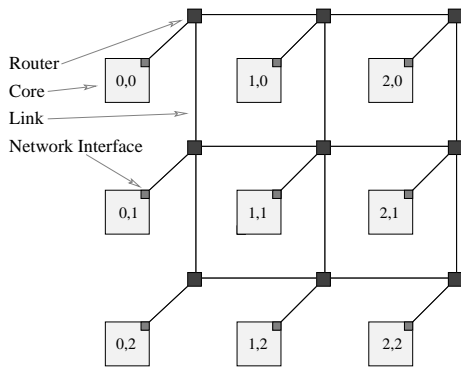 Router
Core
Link
Network Interface
0,0
1,0
2,0
0,1
1,1
2,1
0,2
1,2
2,2